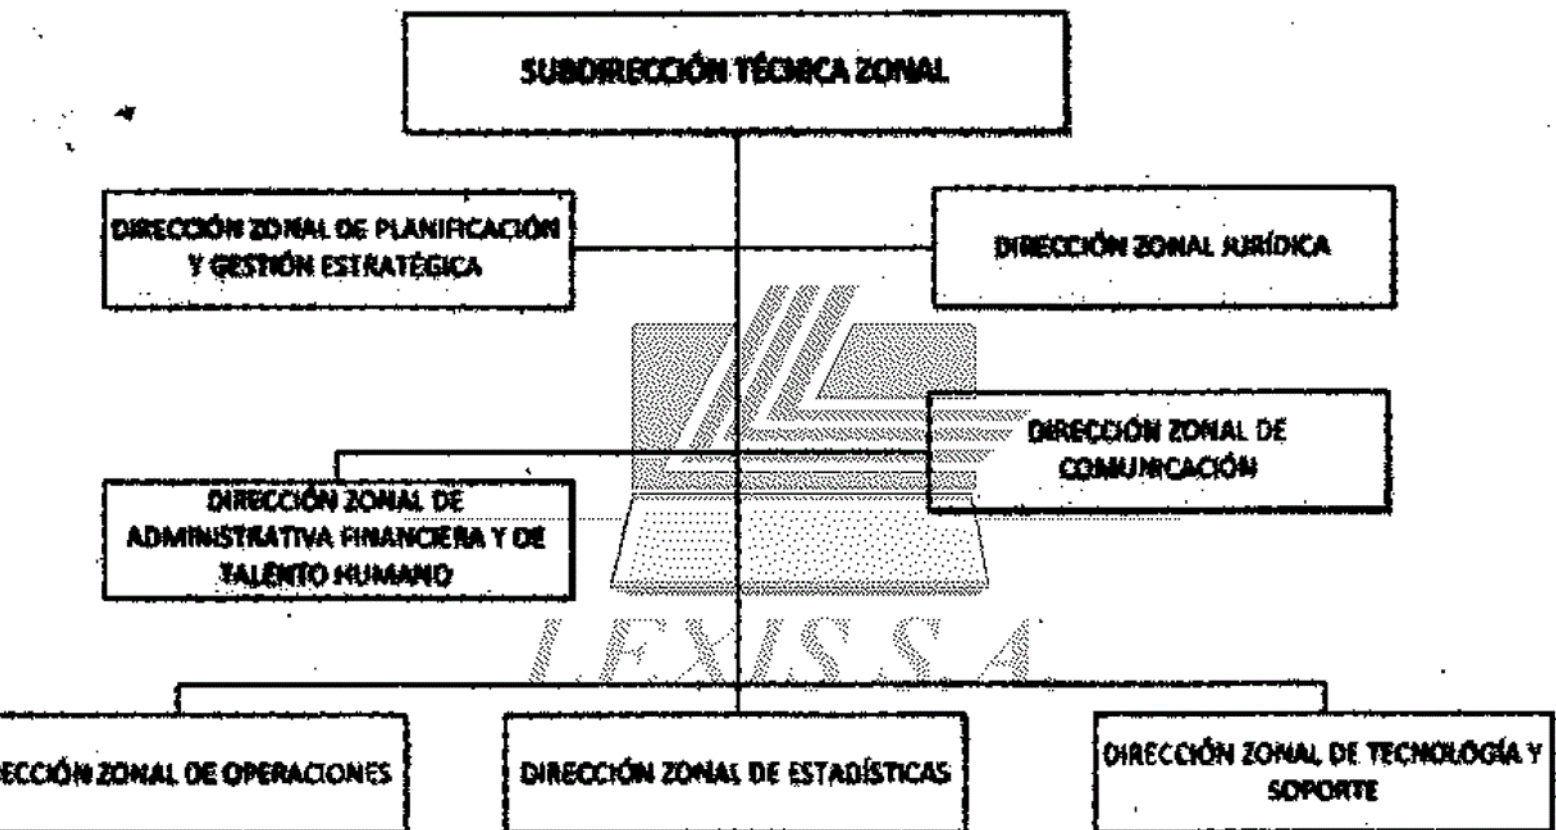 SUBDIRECCIÓN TÉCNICA ZONAL
DIRECCIÓN ZONAL DE PLANIFICACIÓN
Y GESTIÓN ESTRATÉGICA
DIRECCIÓN ZONAL JURÍDICA
DIRECCIÓN ZONAL DE
COMUNICACIÓN
DIRECCIÓN ZONAL DE
ADMINISTRATIVA FINANCIERA Y DE
TALENTO HUMANO
LEXIS S.A.
ECCIÓN ZONAL DE OPERACIONES
DIRECCIÓN ZONAL DE ESTADÍSTICAS
DIRECCIÓN ZONAL DE TECNOLOGÍA Y
SOPORTE